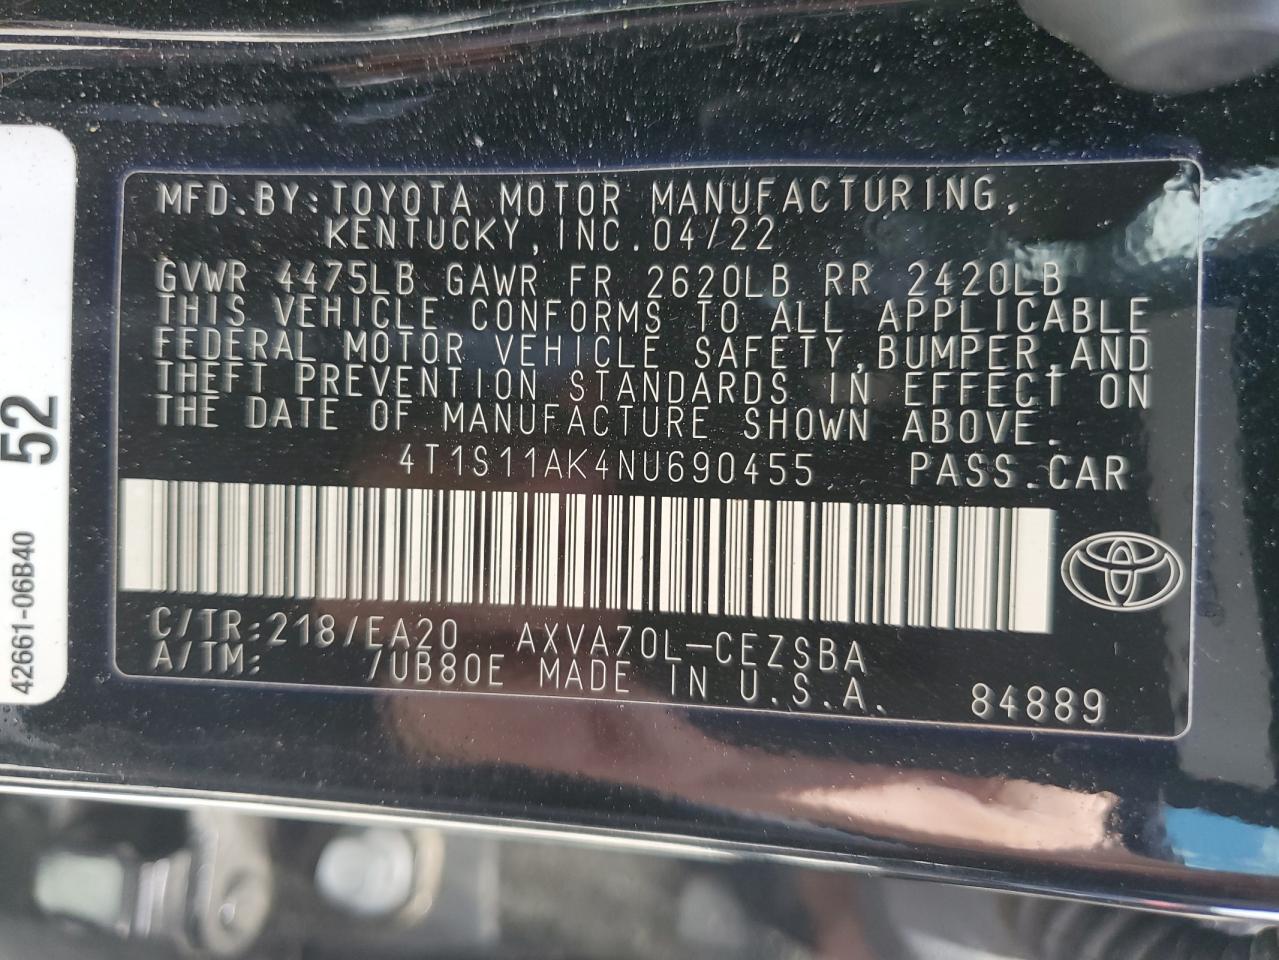 MFD.BY:TOYOTA MOTOR MANUFACTURING,
KENTUCKY,INC.04/22
GVWR 4475LB GAWR FR 2620LB RR 2420LB
THIS VEHICLE CONFORMS TO ALL APPLICABLE
FEDERAL MOTOR VEHICLE SAFETY,BUMPER,AND
THEFT PREVENTION STANDARDS IN EFFECT ON
THE DATE OF MANUFACTURE SHOWN ABOVE.
4T1S11AK4NU690455 PASS.CAR
C/TR:218/EA20 AXVA70L-CEZSBA
A/TM: /UB80E MADE IN U.S.A.
84889
52
42661-06B40